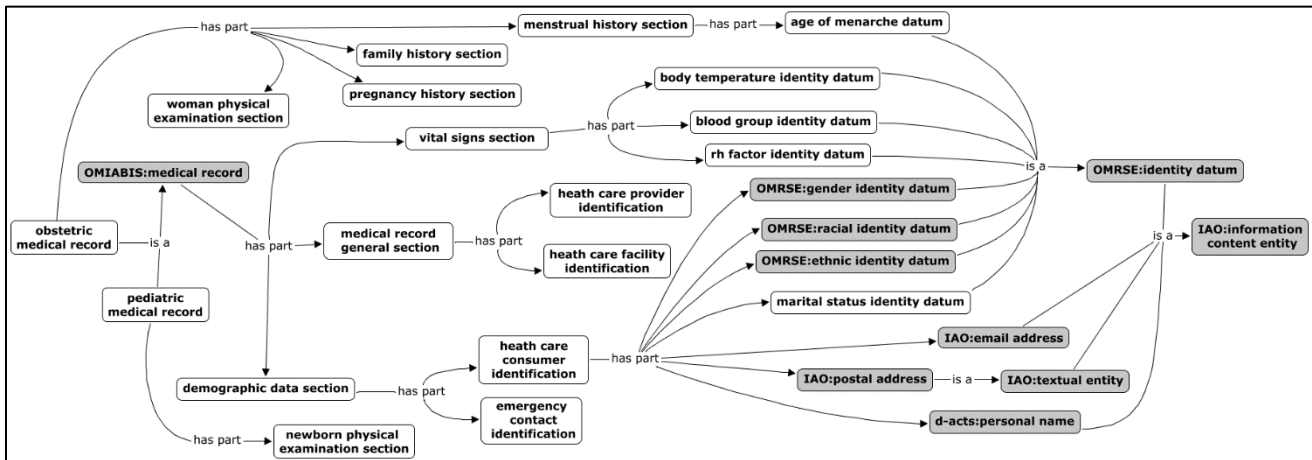 has part
menstrual history section
has part
age of menarche datum
family history section
pregnancy history section
woman physical
examination section
body temperature identity datum
vital signs section
has part
blood group identity datum
rh factor identity datum
is a
OMRSE:identity datum
OMIABIS:medical record
OMRSE:gender identity datum
heath care provider
identification
obstetric
medical record
is a
has part
medical record
general section
has part
OMRSE:racial identity datum
is a
IAO:information
content entity
heath care facility
identification
OMRSE:ethnic identity datum
pediatric
medical record
marital status identity datum
heath care
consumer
identification
has part
IAO:email address
demographic data section
has part
IAO:postal address
is a
IAO:textual entity
emergency
contact
identification
d-acts:personal name
has part
newborn physical
examination section